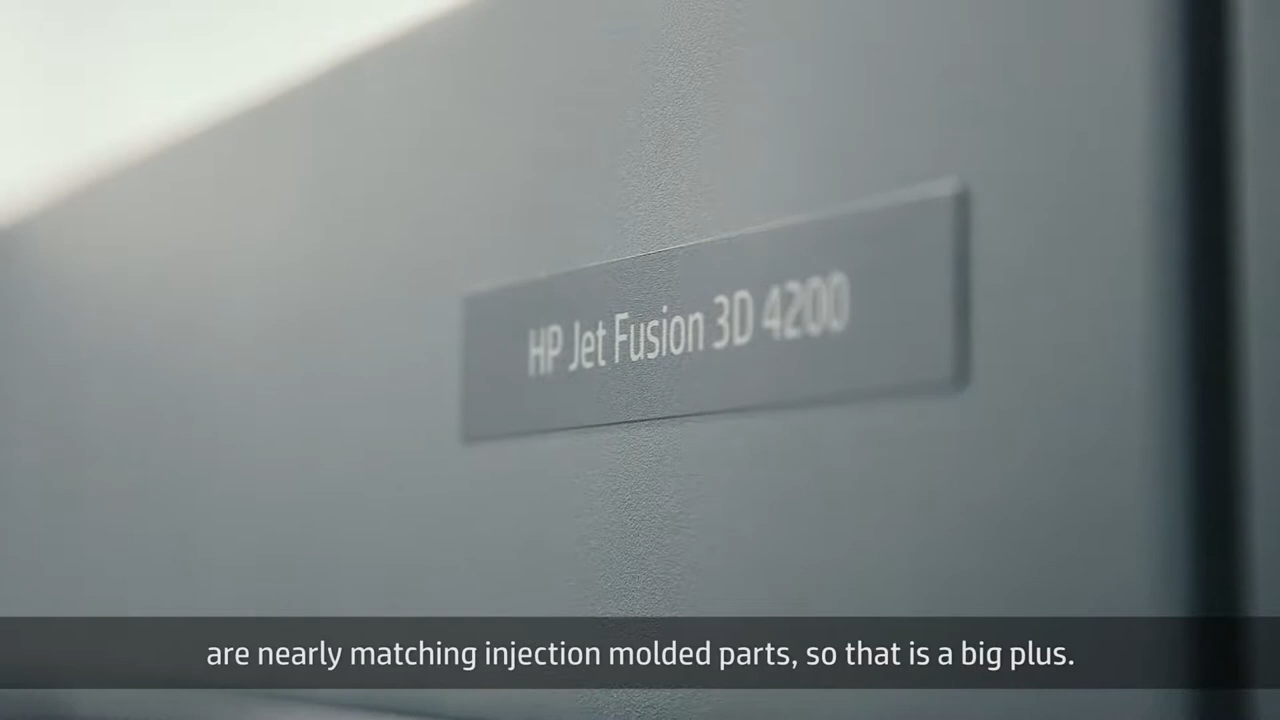 HP Jet Fusion 3D 4200
are nearly matching injection molded parts, so that is a big plus.